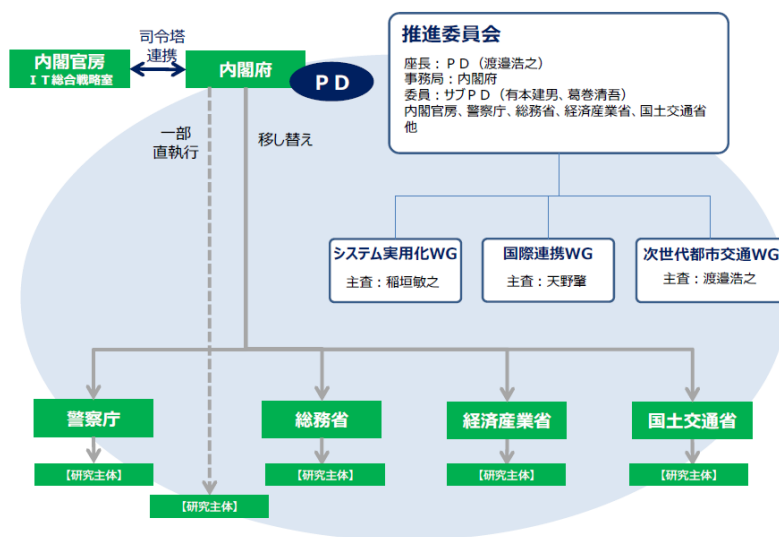 司令塔
連携
内閣官房
IT総合戦略室
内閣府
PD
推進委員会
座長：PD（渡邉浩之）
事務局：内閣府
委員：サブPD（有本建男、葛巻清吾）
内閣官房、警察庁、総務省、経済産業省、国土交通省
他
一部
直執行
移し替え
システム実用化WG
主査：稲垣敏之
国際連携WG
主査：天野肇
次世代都市交通WG
主査：渡邉浩之
警察庁
総務省
経済産業省
国土交通省
【研究主体】
【研究主体】
【研究主体】
【研究主体】
【研究主体】